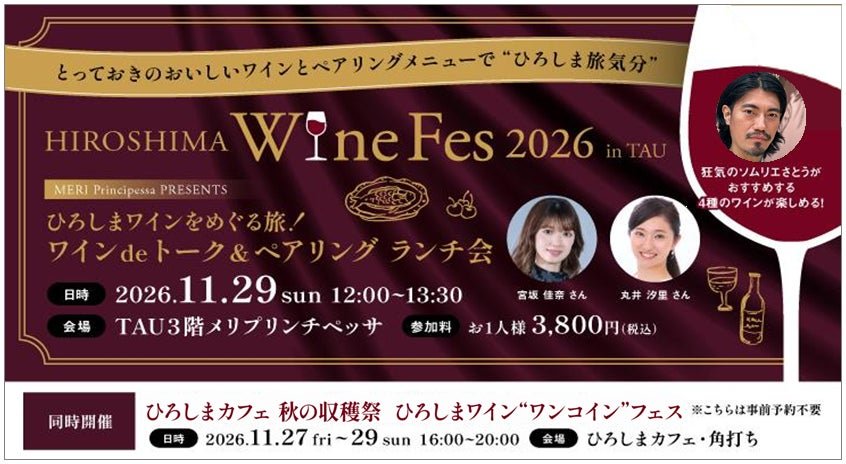 とっておきのおいしいワインとペアリングメニューで“ひろしま旅気分”
HIROSHIMA WineFes 2026 in TAU
MERI Principessa PRESENTS
ひろしまワインをめぐる旅!
ワインdeトーク&ペアリング ランチ会
日時 2026.11.29 sun 12:00~13:30
会場 TAU3階メリプリンチペッサ 参加料 お1人様 3,800円(税込)
宮坂 佳奈 さん
丸井 汐里 さん
狂気のソムリエさとうが
おすすめする
4種のワインが楽しめる!
同時開催
ひろしまカフェ 秋の収穫祭 ひろしまワイン“ワンコイン”フェス ※こちらは事前予約不要
日時 2026.11.27 fri~29 sun 16:00~20:00 会場 ひろしまカフェ・角打ち